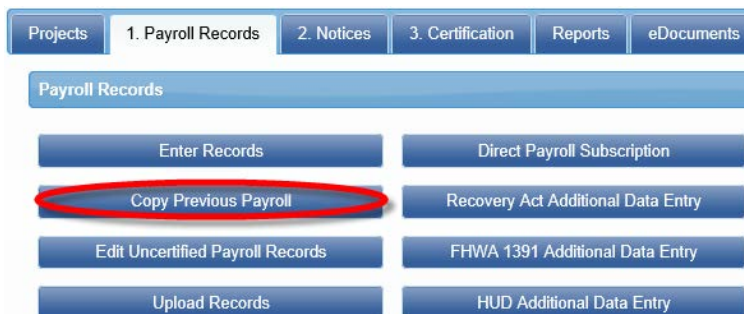 Projects 1. Payroll Records 2. Notices 3. Certification Reports eDocuments
Payroll Records
Enter Records Direct Payroll Subscription
Copy Previous Payroll Recovery Act Additional Data Entry
Edit Uncertified Payroll Records FHWA 1391 Additional Data Entry
Upload Records HUD Additional Data Entry